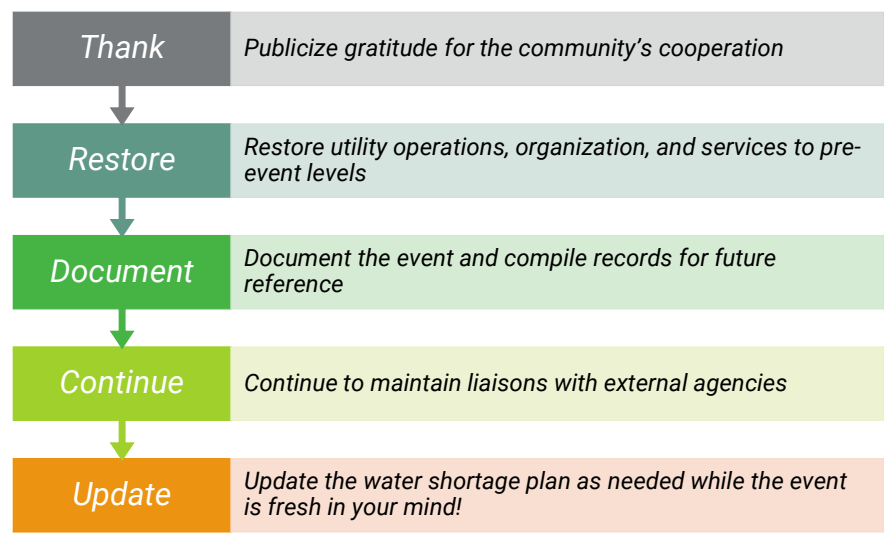 Thank
Publicize gratitude for the community’s cooperation
Restore
Restore utility operations, organization, and services to pre-
event levels
Document
Document the event and compile records for future
reference
Continue
Continue to maintain liaisons with external agencies
Update
Update the water shortage plan as needed while the event
is fresh in your mind!